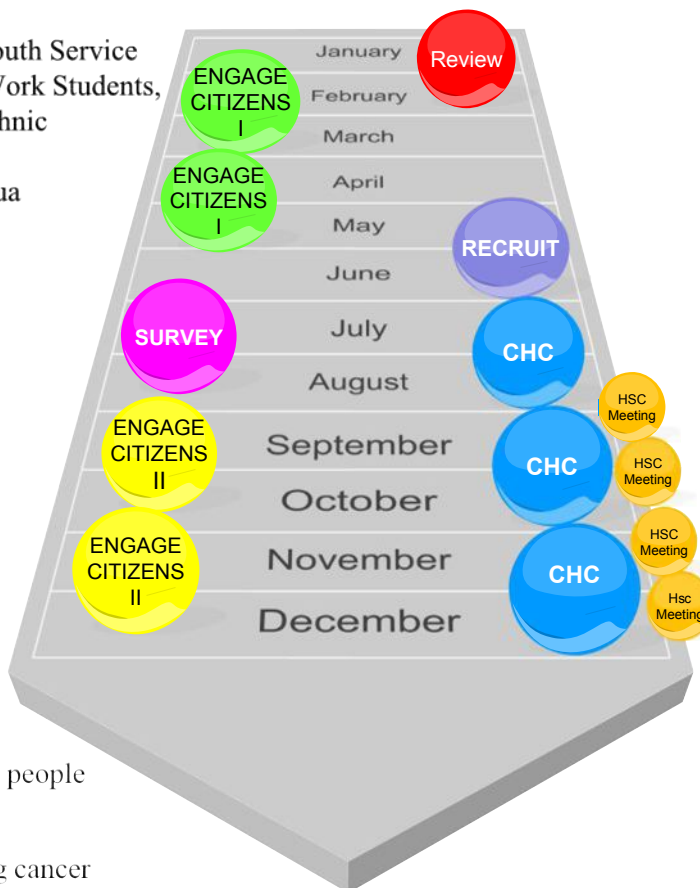 outh Service
Work Students,
hnic
ua
January
February
March
April
May
June
July
August
September
October
November
December
Review
ENGAGE
CITIZENS
I
ENGAGE
CITIZENS
I
RECRUIT
SURVEY
CHC
HSC
Meeting
ENGAGE
CITIZENS
II
CHC
HSC
Meeting
HSC
Meeting
ENGAGE
CITIZENS
II
CHC
Hsc
Meeting
people
g cancer